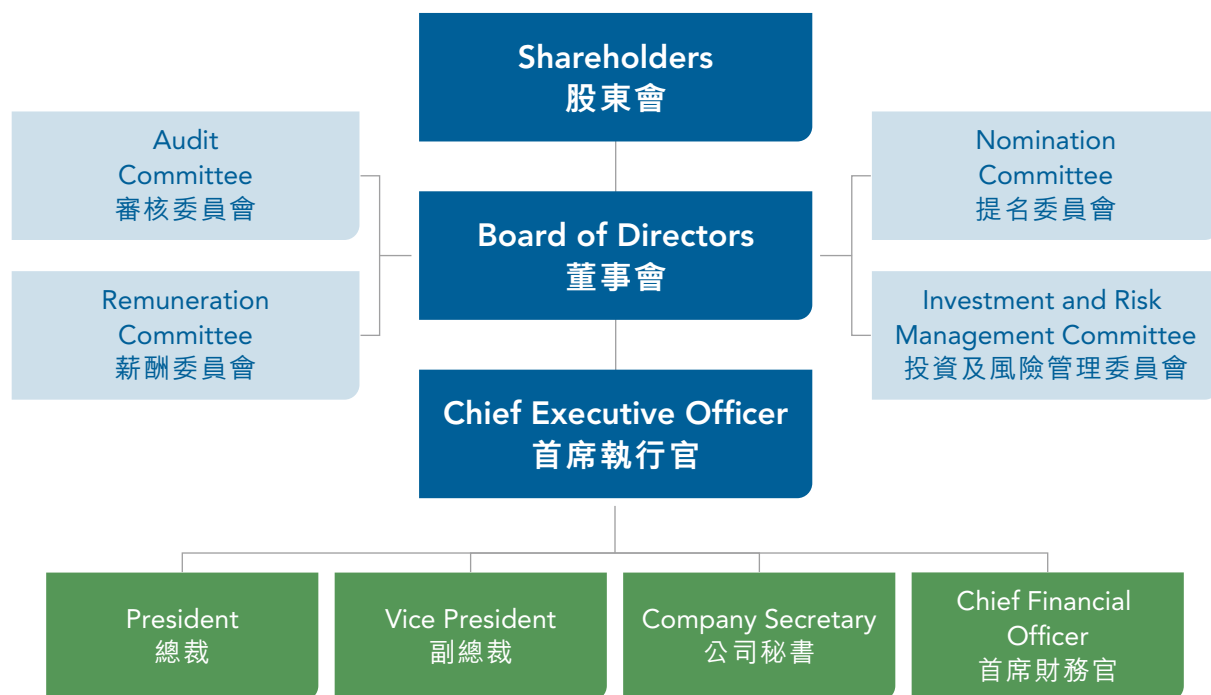 Shareholders
股東會
Audit
Committee
審核委員會
Nomination
Committee
提名委員會
Board of Directors
董事會
Remuneration
Committee
薪酬委員會
Investment and Risk
Management Committee
投資及風險管理委員會
Chief Executive Officer
首席執行官
President
總裁
Vice President
副總裁
Company Secretary
公司秘書
Chief Financial
Officer
首席財務官